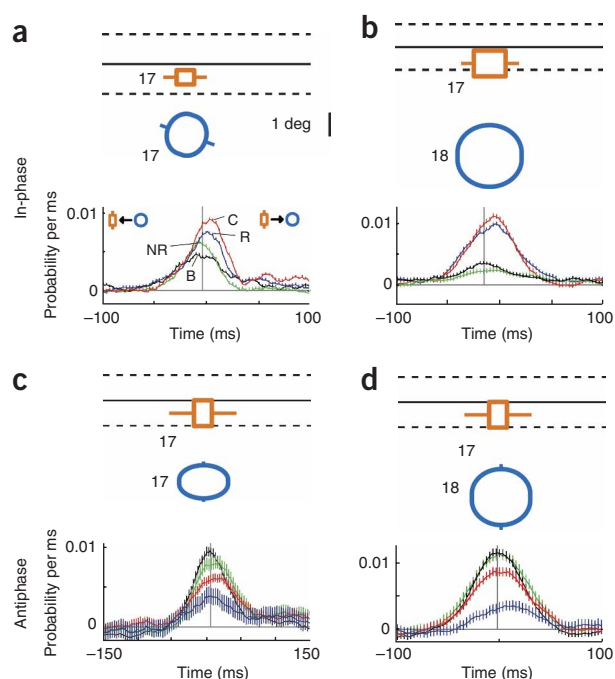 a
17
17
1 deg
In-phase
Probability per ms
0.01
0
C
R
NR
B
–100
100
Time (ms)
b
17
18
0.01
0
–100
100
Time (ms)
c
17
17
Antiphase
Probability per ms
0.01
0
–150
150
Time (ms)
d
17
18
0.01
0
–100
100
Time (ms)